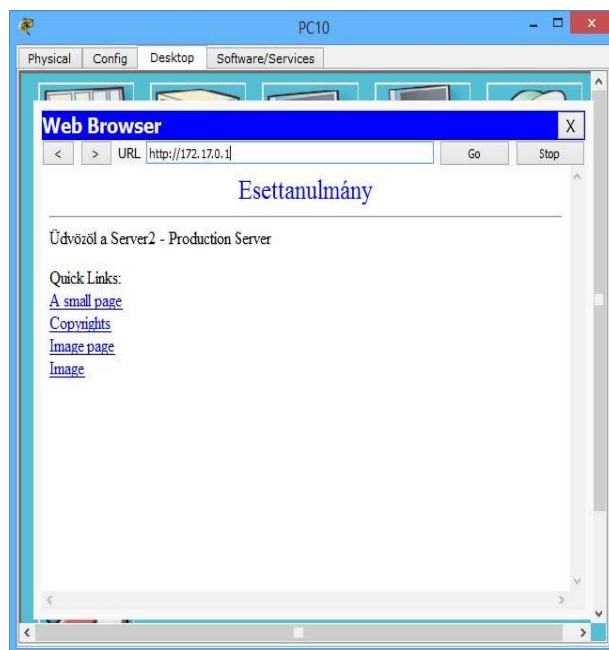 PC10
Physical Config Desktop Software/Services
Web Browser X
< > URL http://172.17.0.1 Go Stop
Esettanulmány
Üdvözöl a Server2 - Production Server
Quick Links:
A small page
Copyrights
Image page
Image